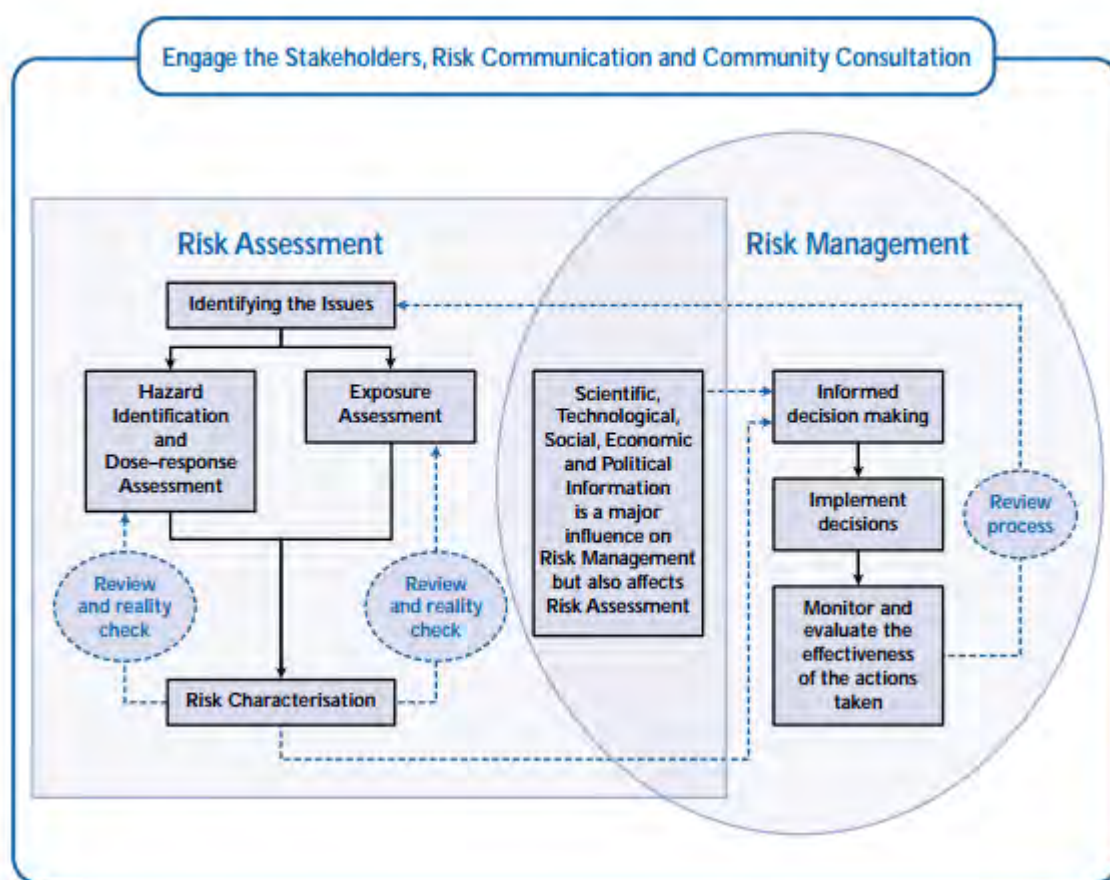 Engage the Stakeholders, Risk Communication and Community Consultation
Risk Assessment
Identifying the Issues
Hazard
Identification
and
Dose–response
Assessment
Exposure
Assessment
Review
and reality
check
Review
and reality
check
Risk Characterisation
Scientific,
Technological,
Social, Economic
and Political
Information
is a major
influence on
Risk Management
but also affects
Risk Assessment
Risk Management
Informed
decision making
Implement
decisions
Monitor and
evaluate the
effectiveness
of the actions
taken
Review
process